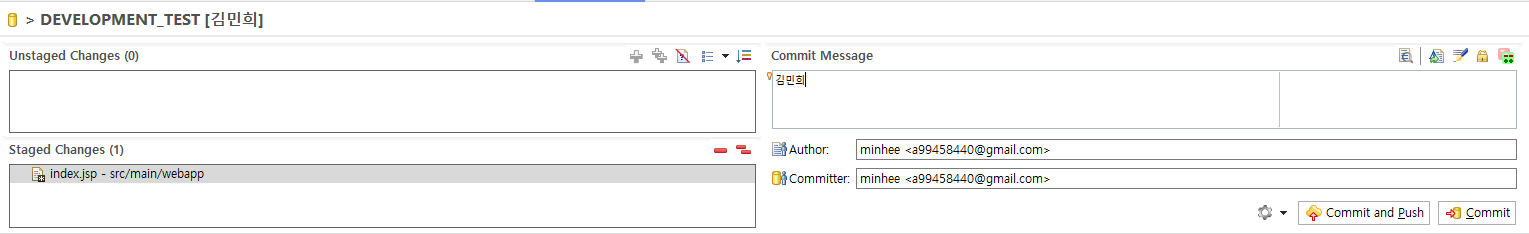 > DEVELOPMENT_TEST [김민희]
Unstaged Changes (0)
Staged Changes (1)
index.jsp - src/main/webapp
Commit Message
김민희
Author: minhee <a99458440@gmail.com>
Committer: minhee <a99458440@gmail.com>
Commit and Push Commit